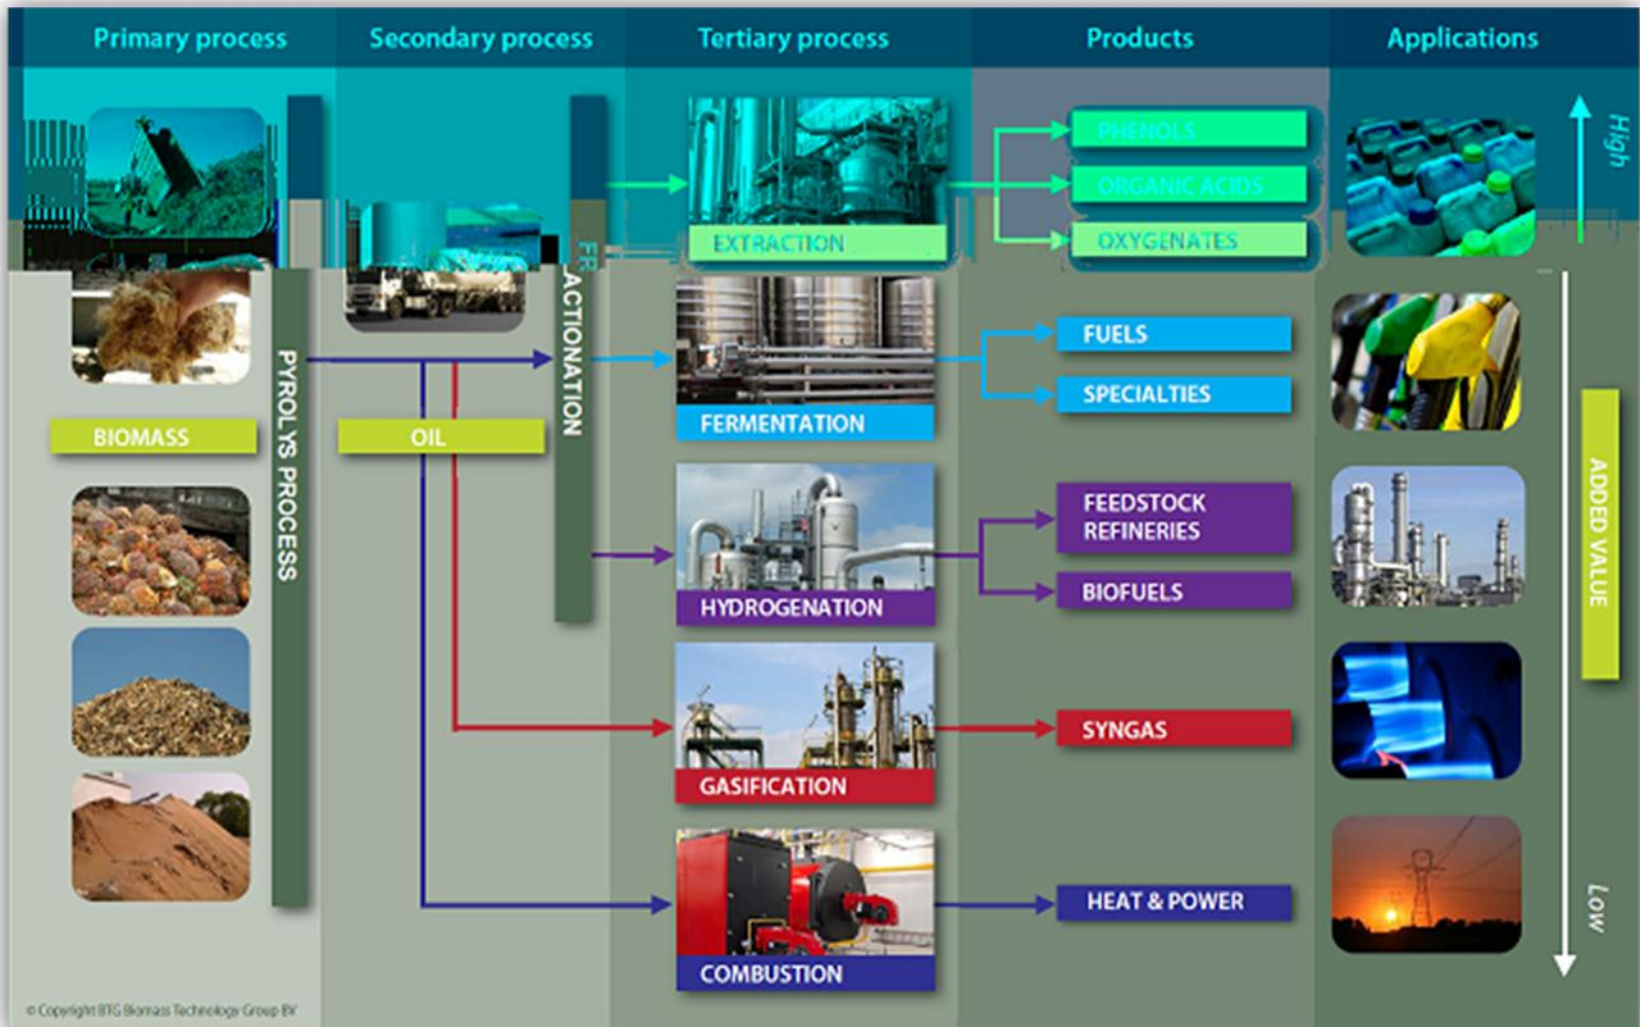 Primary process
Secondary process
Tertiary process
Products
Applications
PYROLYS PROCESS
BIOMASS
OIL
FRACTIONATION
EXTRACTION
PHENOLS
ORGANIC ACIDS
OXYGENATES
FERMENTATION
FUELS
SPECIALTIES
HYDROGENATION
FEEDSTOCK
REFINERIES
BIOFUELS
GASIFICATION
SYNGAS
COMBUSTION
HEAT & POWER
High
ADDED VALUE
Low
© Copyright BTG Biomass Technology Group BV